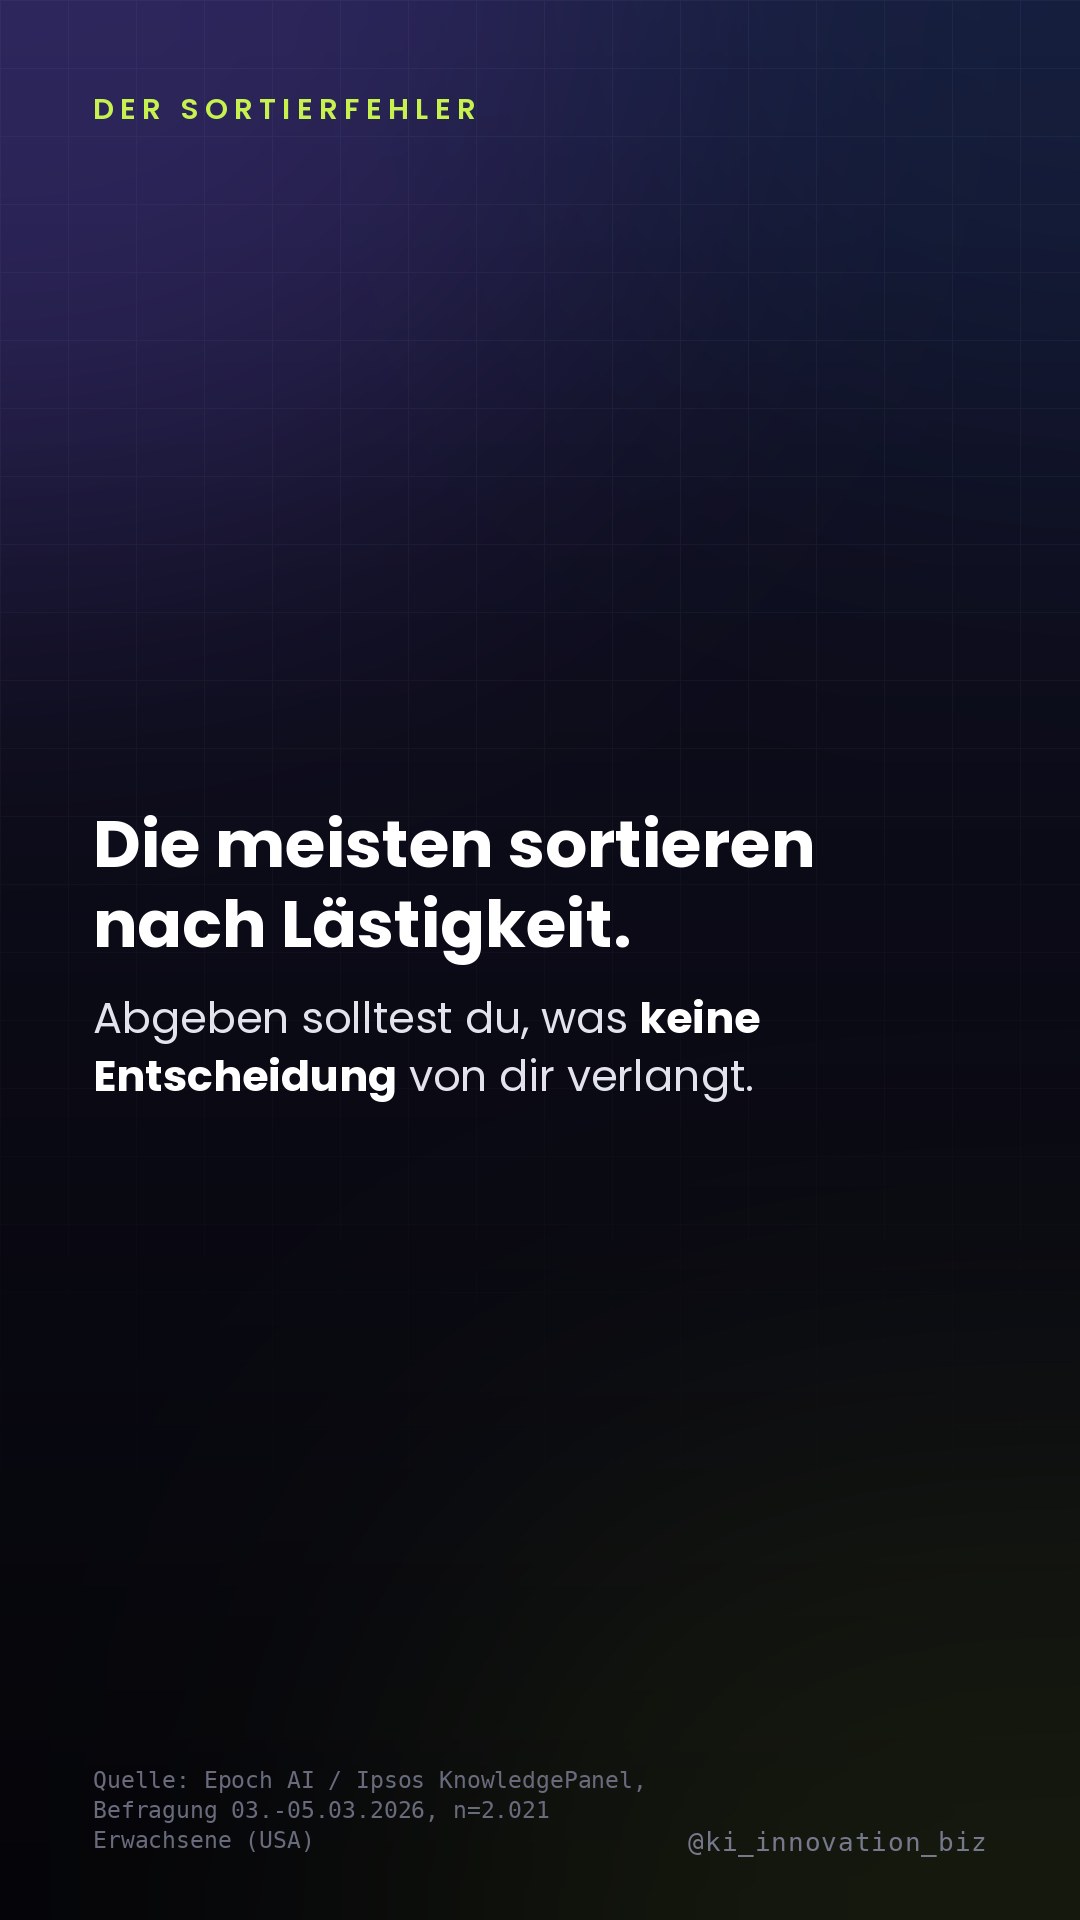 DER SORTIERFEHLER
Die meisten sortieren
nach Lästigkeit.
Abgeben solltest du, was keine
Entscheidung von dir verlangt.
Quelle: Epoch AI / Ipsos KnowledgePanel,
Befragung 03.-05.03.2026, n=2.021
Erwachsene (USA)
@ki_innovation_biz